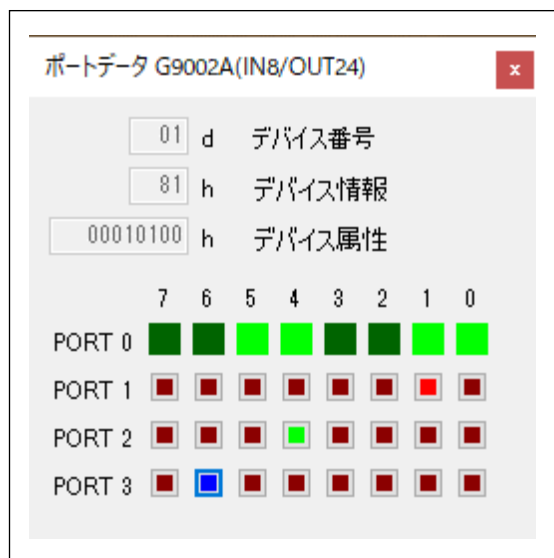 ポートデータ G9002A(IN8/OUT24)
x
01 d デバイス番号
81 h デバイス情報
00010100 h デバイス属性
7 6 5 4 3 2 1 0
PORT 0
PORT 1
PORT 2
PORT 3